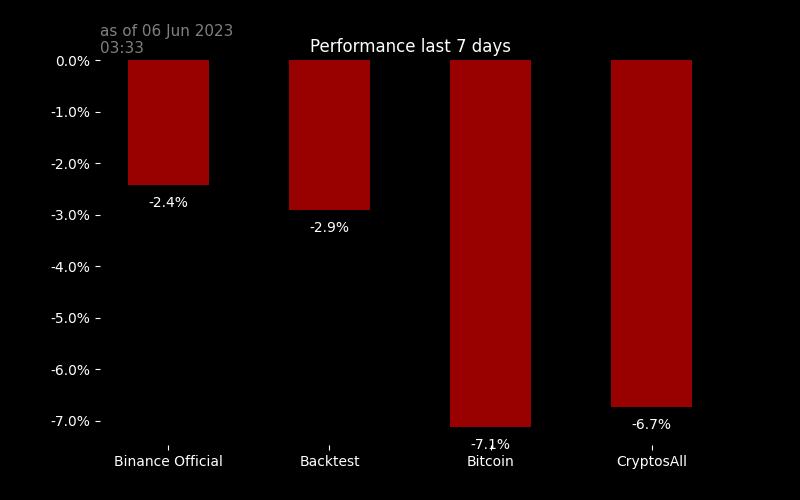 as of 06 Jun 2023
03:33
Performance last 7 days
0.0%
-1.0%
-2.0%
-3.0%
-4.0%
-5.0%
-6.0%
-7.0%
-2.4%
-2.9%
-7.1%
-6.7%
Binance Official
Backtest
Bitcoin
CryptosAll